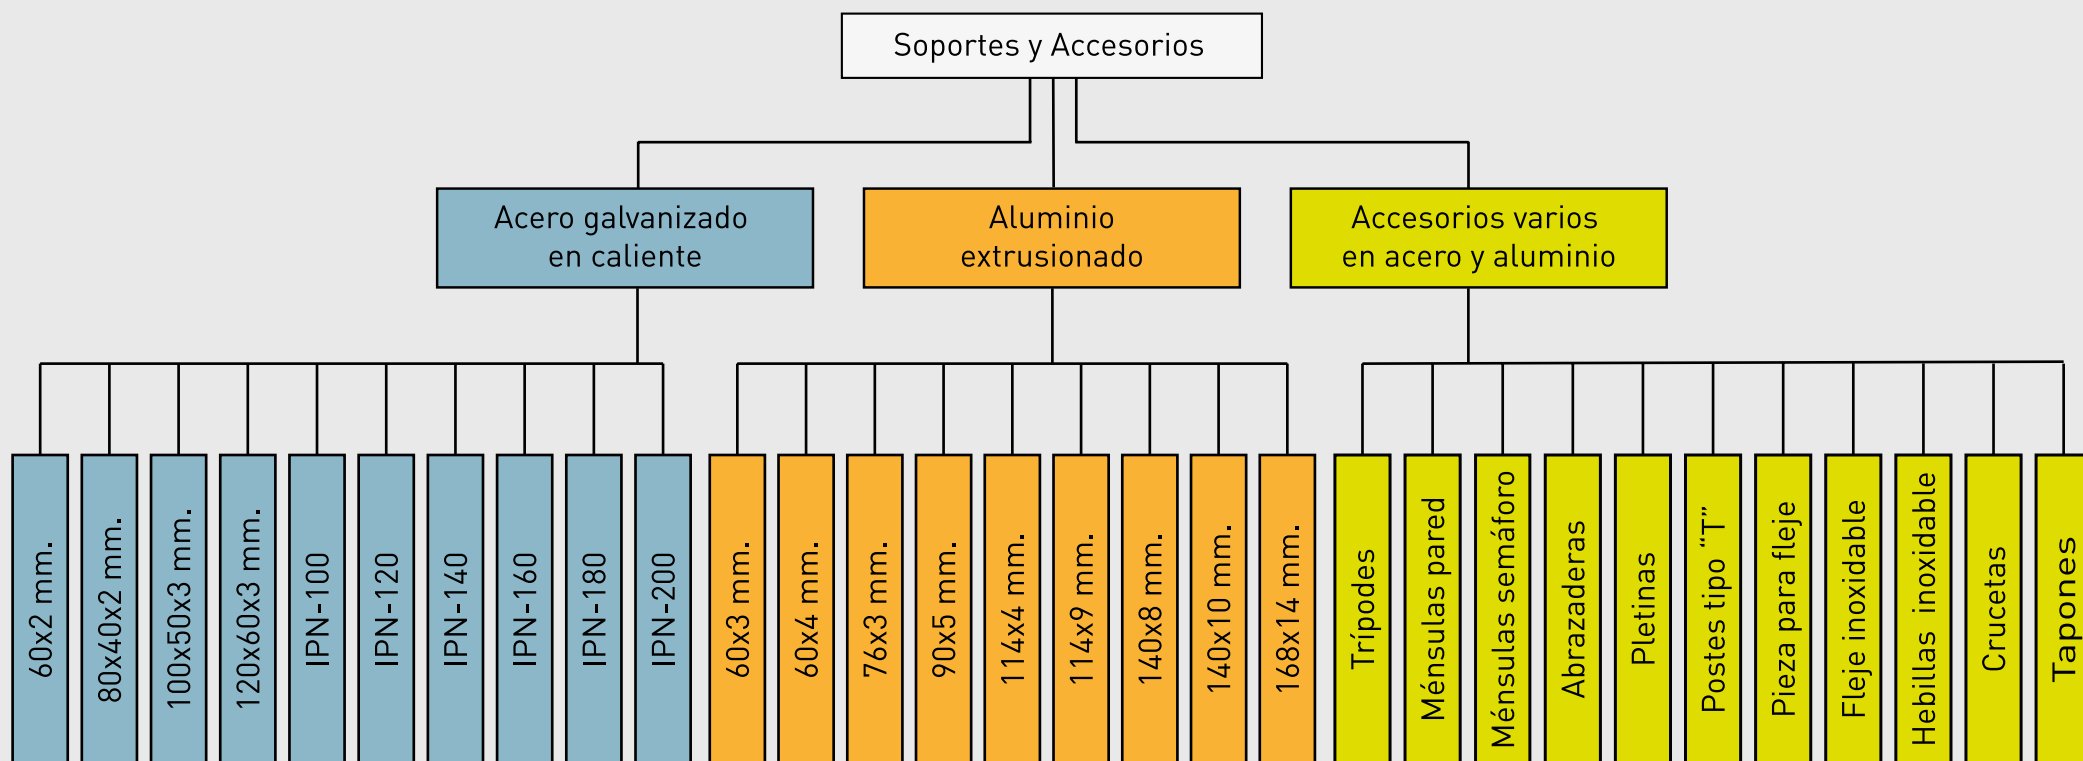 Soportes y Accesorios
Acero galvanizado
en caliente
Aluminio
extrusionado
Accesorios varios
en acero y aluminio
60x2 mm.
80x40x2 mm.
100x50x3 mm.
120x60x3 mm.
IPN-100
IPN-120
IPN-140
IPN-160
IPN-180
IPN-200
60x3 mm.
60x4 mm.
76x3 mm.
90x5 mm.
114x4 mm.
114x9 mm.
140x8 mm.
140x10 mm.
168x14 mm.
Trípodes
Ménsulas pared
Ménsulas semáforo
Abrazaderas
Pletinas
Postes tipo “T”
Pieza para fleje
Fleje inoxidable
Hebillas inoxidable
Crucetas
Tapones